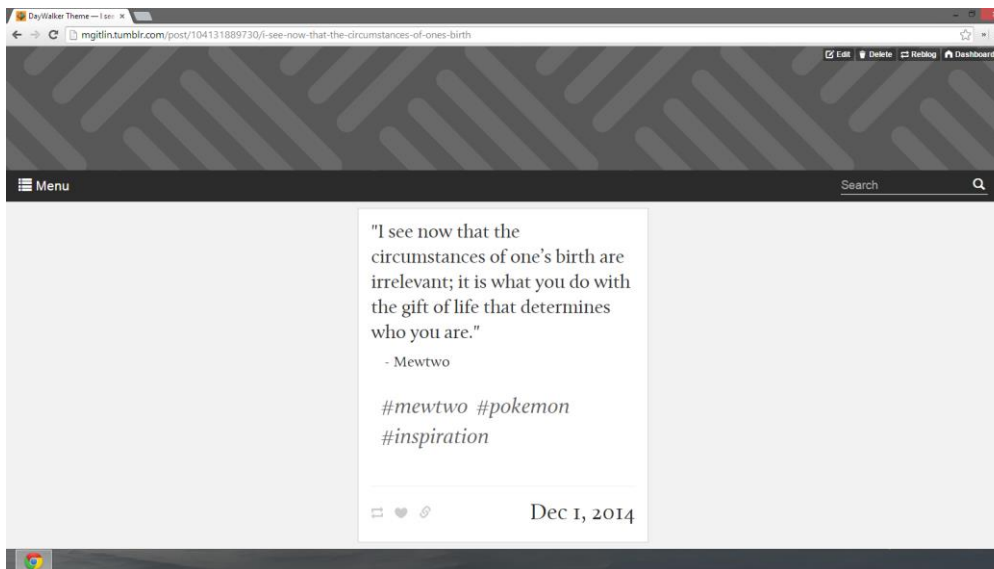 DayWalker Theme — I see
mgitlin.tumblr.com/post/104131889730/i-see-now-that-the-circumstances-of-ones-birth
Edit Delete Reblog Dashboard
Menu
Search
"I see now that the
circumstances of one’s birth are
irrelevant; it is what you do with
the gift of life that determines
who you are."
- Mewtwo
#mewtwo #pokemon
#inspiration
Dec 1, 2014